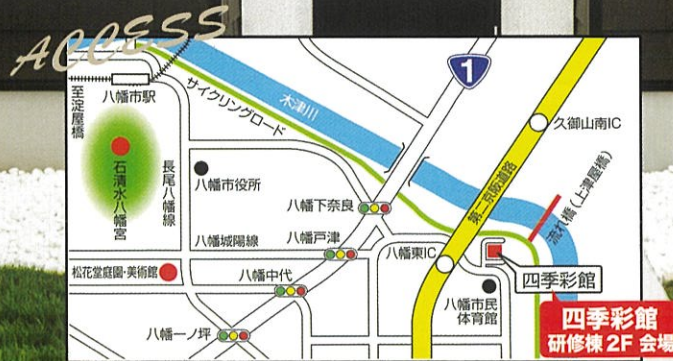 ACCESS
1
木津川
サイクリングロード
八幡市駅
至淀屋橋
石清水八幡宮
長尾八幡線
八幡市役所
久御山南IC
第二京阪道路
流れ橋(上津屋橋)
八幡下奈良
八幡城陽線
八幡戸津
八幡東IC
松花堂庭園・美術館
八幡中代
四季彩館
八幡市民
体育館
八幡一ノ坪
四季彩館
研修棟 2F 会場